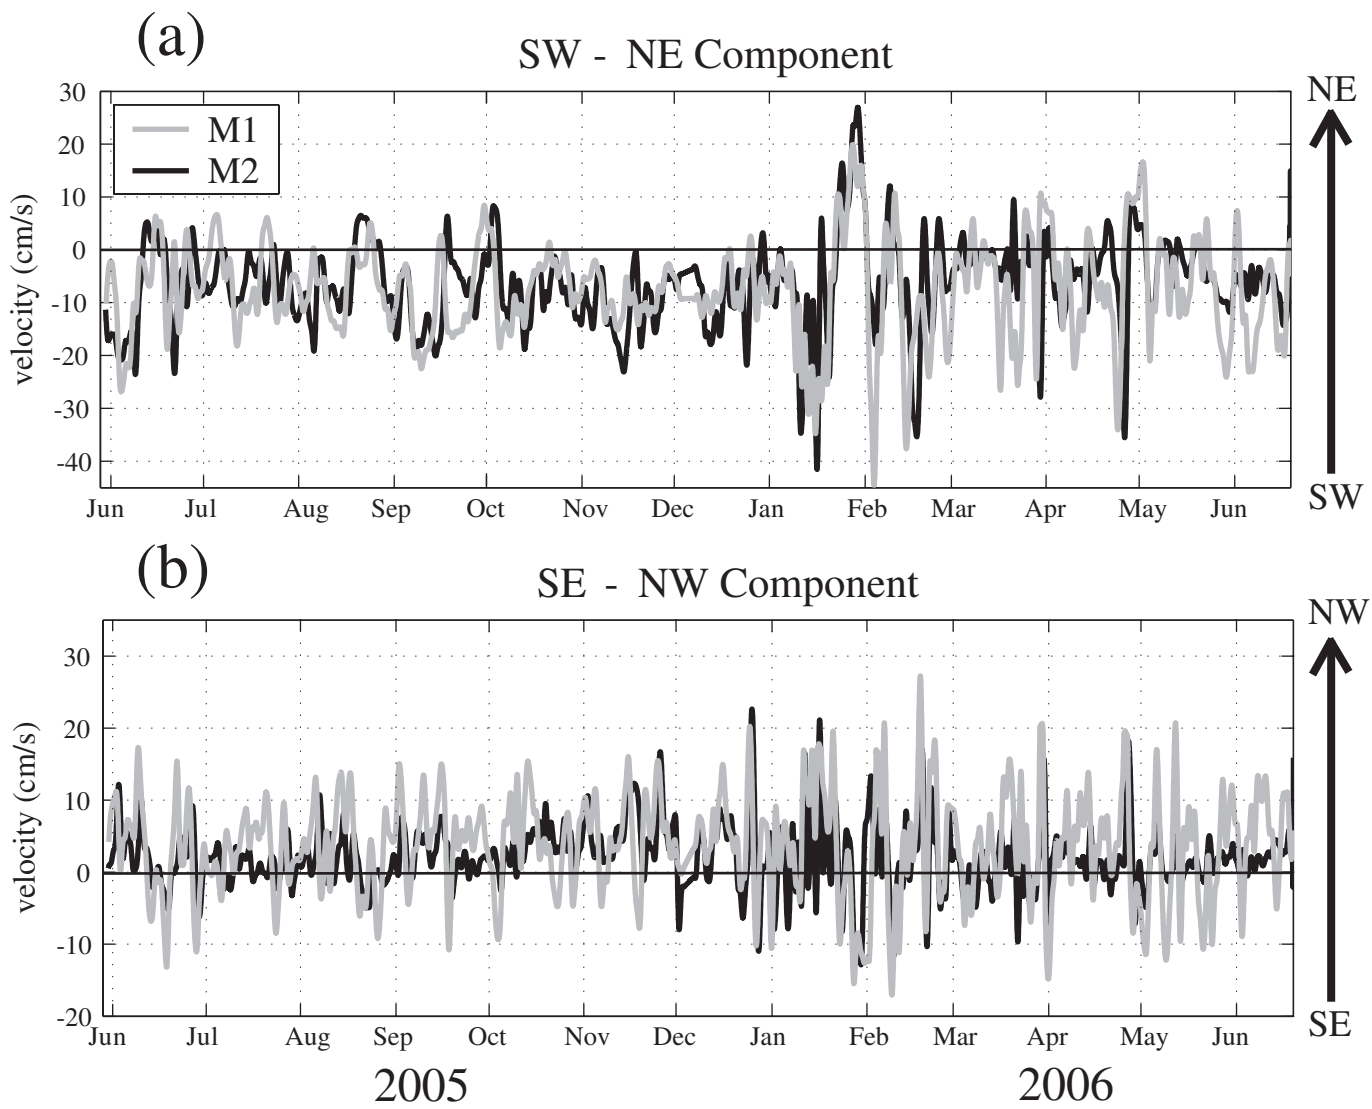 (a)
SW - NE Component
NE
30
20
10
0
-10
-20
-30
-40
velocity (cm/s)
M1
M2
SW
Jun Jul Aug Sep Oct Nov Dec Jan Feb Mar Apr May Jun
(b)
SE - NW Component
NW
30
20
10
0
-10
-20
velocity (cm/s)
SE
Jun Jul Aug Sep Oct Nov Dec Jan Feb Mar Apr May Jun
2005 2006